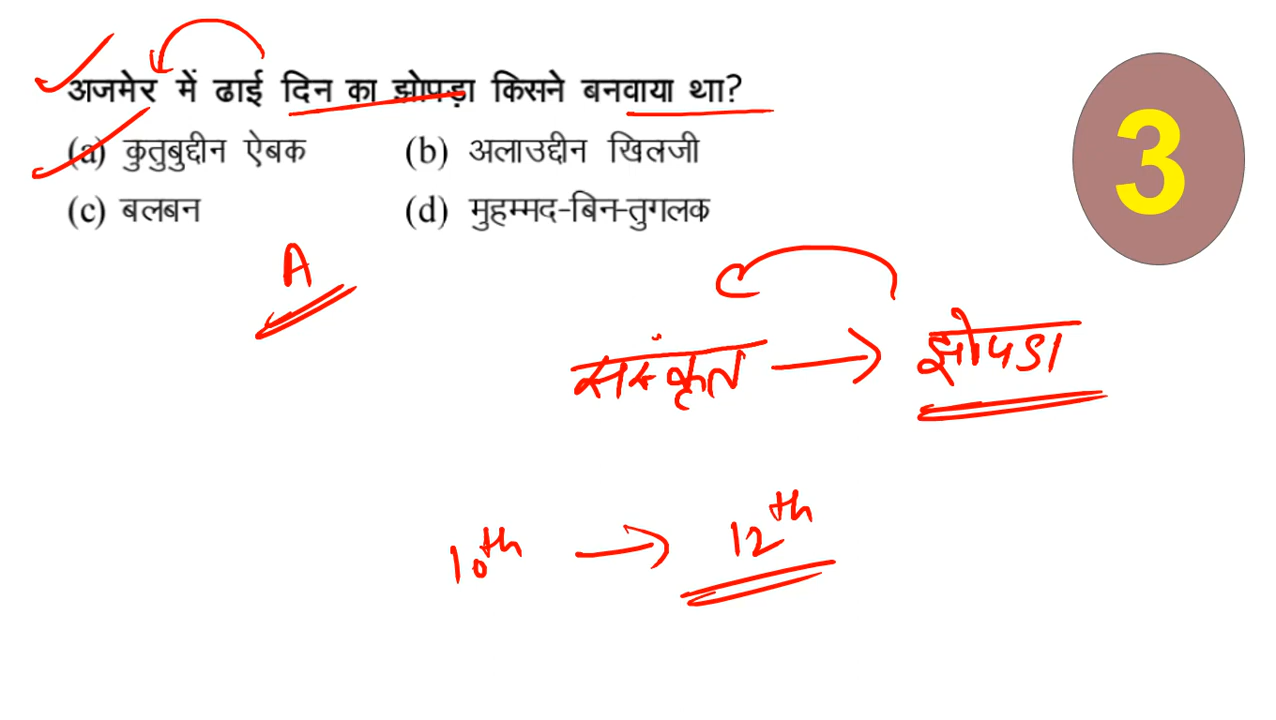 अजमेर में ढाई दिन का झोपड़ा किसने बनवाया था?
(a) कुतुबुद्दीन ऐबक (b) अलाउद्दीन खिलजी
(c) बलबन (d) मुहम्मद-बिन-तुगलक
3
A
संस्कृत → झोपडा
10th → 12th